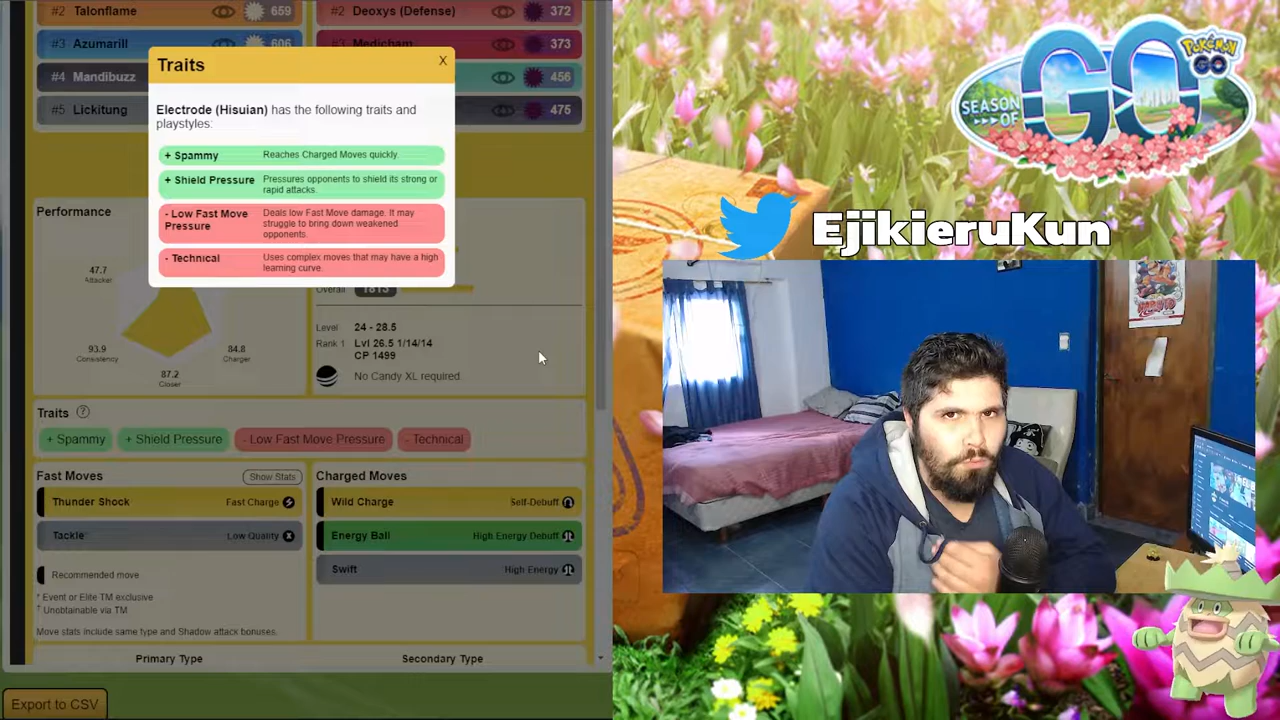 #2 Talonflame 659
#2 Deoxys (Defense) 372
#3 Azumarill 606
#3 Medicham 373
#4 Mandibuzz
456
#5 Lickitung
475
Traits X
Electrode (Hisuian) has the following traits and
playstyles:
+ Spammy Reaches Charged Moves quickly.
+ Shield Pressure Pressures opponents to shield its strong or
rapid attacks.
- Low Fast Move
Pressure
Deals low Fast Move damage. It may
struggle to bring down weakened
opponents.
- Technical Uses complex moves that may have a high
learning curve.
Performance
47.7
Attacker
93.9
Consistency
84.8
Charger
87.2
Closer
Overall 1813
Level 24 - 28.5
Rank 1 Lvl 26.5 1/14/14
CP 1499
No Candy XL required
Traits ?
+ Spammy + Shield Pressure - Low Fast Move Pressure - Technical
Fast Moves Show Stats
Thunder Shock Fast Charge
Tackle Low Quality
Recommended move
† Event or Elite TM exclusive
† Unobtainable via TM
Move stats include same type and Shadow attack bonuses.
Charged Moves
Wild Charge Self-Debuff
Energy Ball High Energy Debuff
Swift High Energy
Primary Type Secondary Type
Export to CSV
SEASON
OF
GO
POKÉMON
GO
EjikieruKun
NARUTO